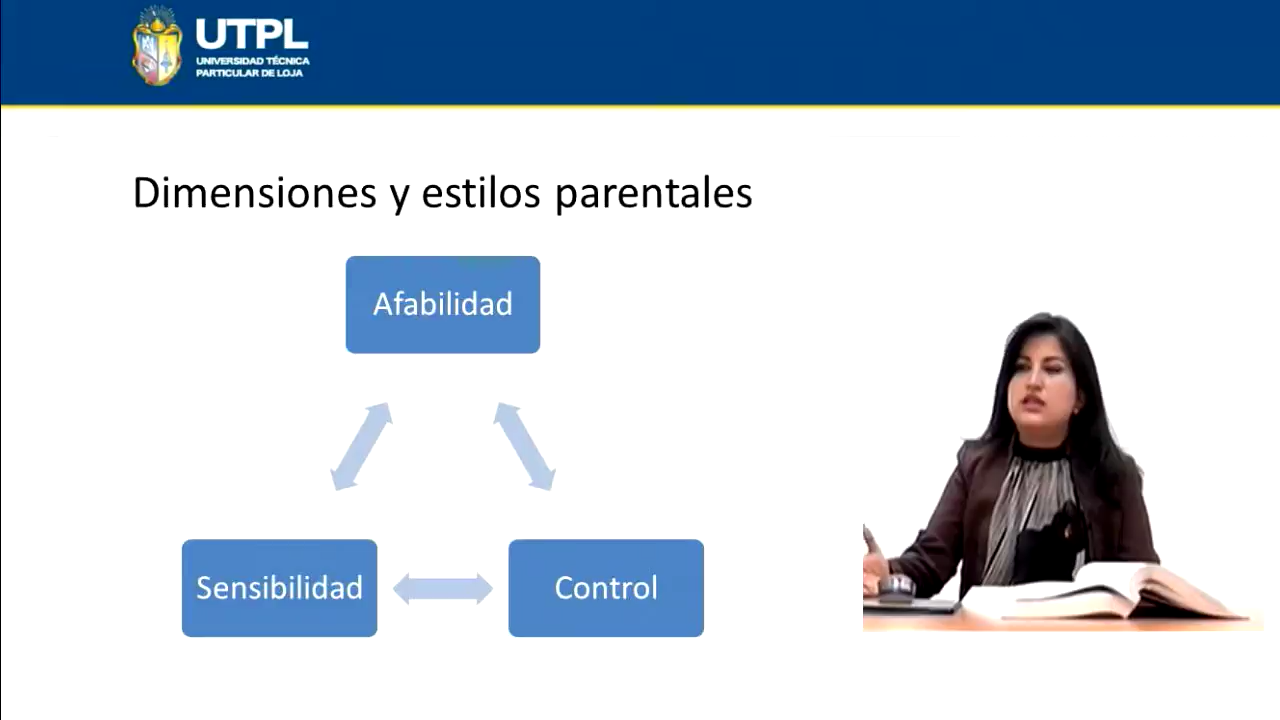 UTPL
UNIVERSIDAD TÉCNICA
PARTICULAR DE LOJA
Dimensiones y estilos parentales
Afabilidad
Sensibilidad
Control